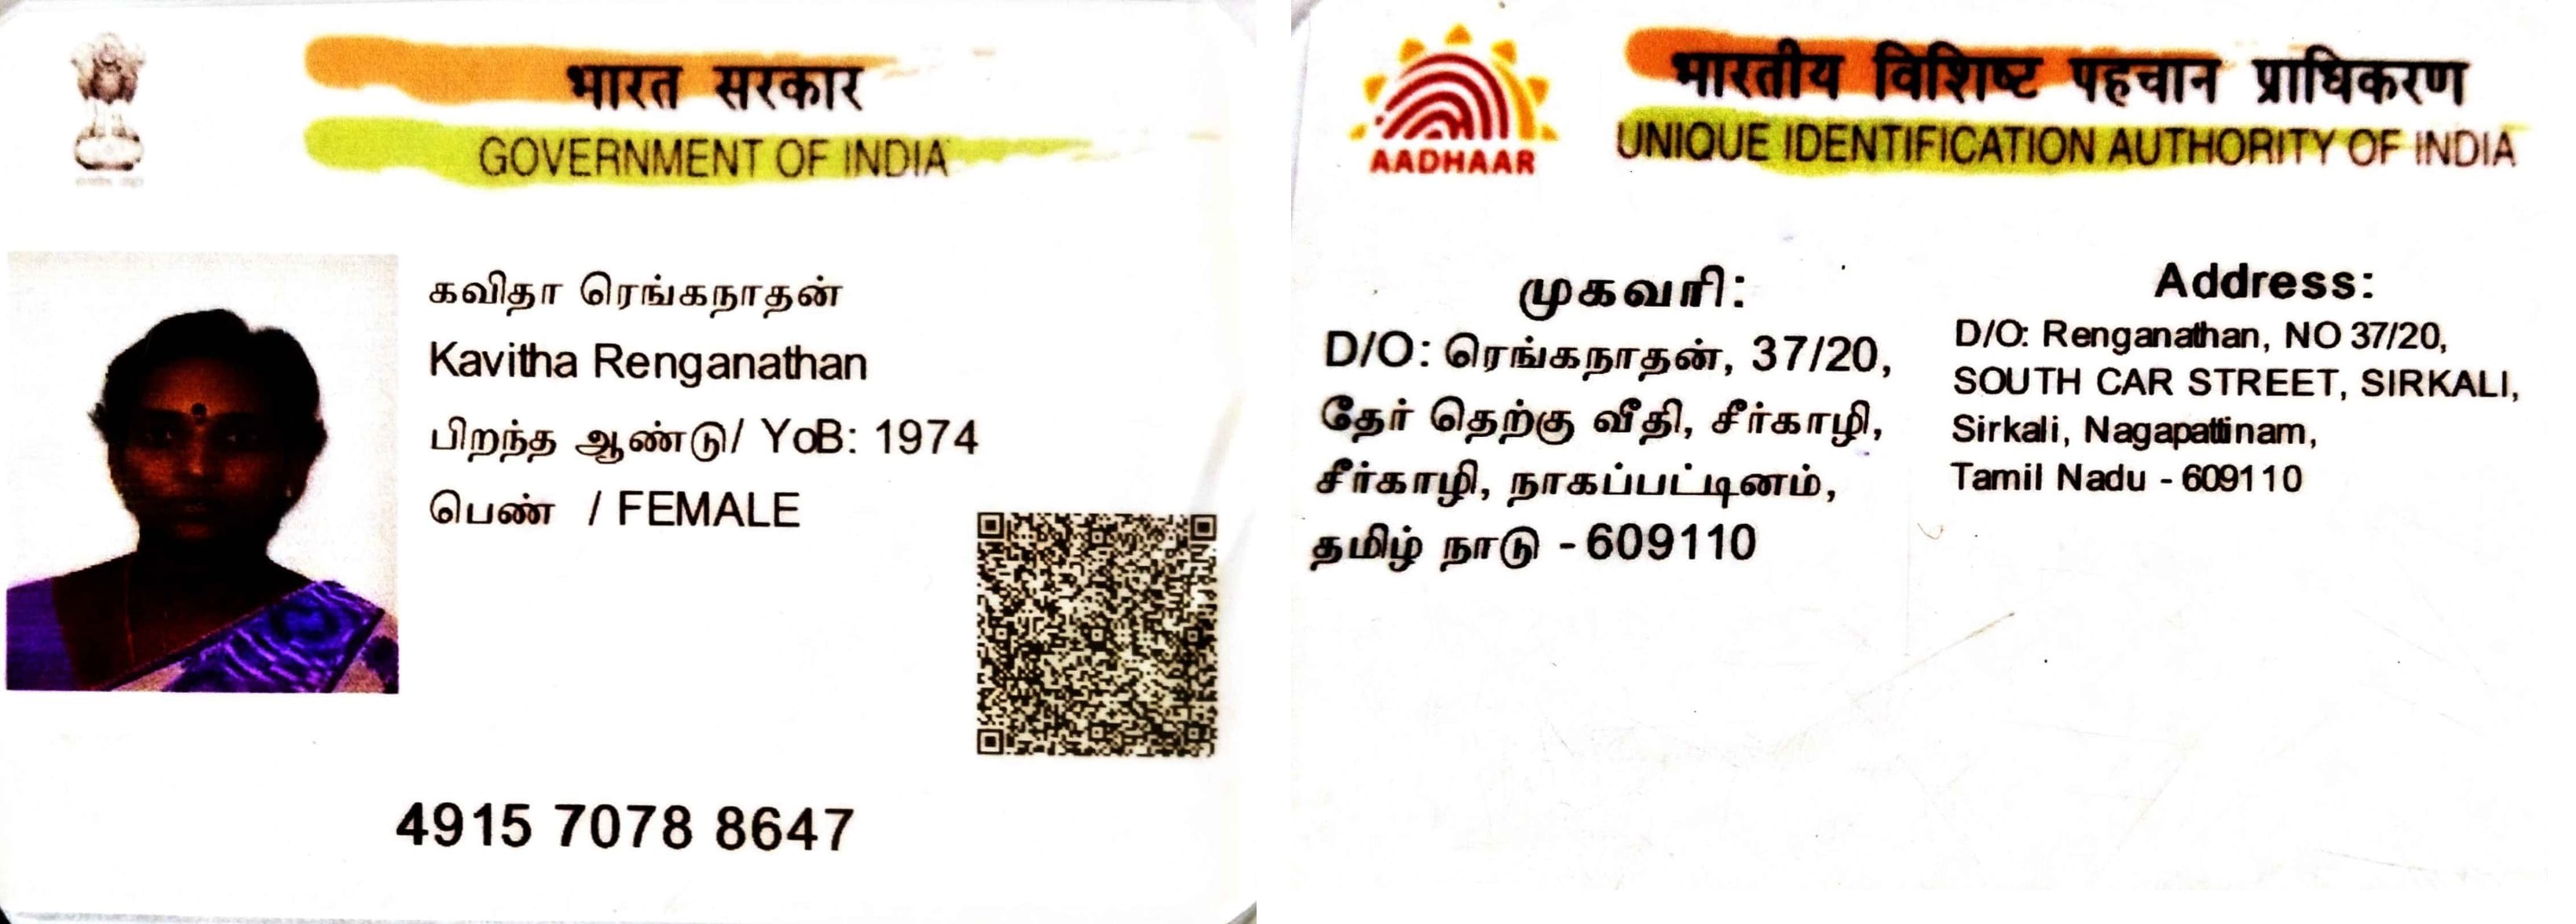 भारत सरकार
GOVERNMENT OF INDIA
கவிதா ரெங்கநாதன்
Kavitha Renganathan
பிறந்த ஆண்டு/ YoB: 1974
பெண் / FEMALE
4915 7078 8647
भारतीय विशिष्ट पहचान प्राधिकरण
UNIQUE IDENTIFICATION AUTHORITY OF INDIA
AADHAAR
முகவரி:
D/O: ரெங்கநாதன், 37/20,
தேர் தெற்கு வீதி, சீர்காழி,
சீர்காழி, நாகப்பட்டினம்,
தமிழ் நாடு - 609110
Address:
D/O: Renganathan, NO 37/20,
SOUTH CAR STREET, SIRKALI,
Sirkali, Nagapattinam,
Tamil Nadu - 609110